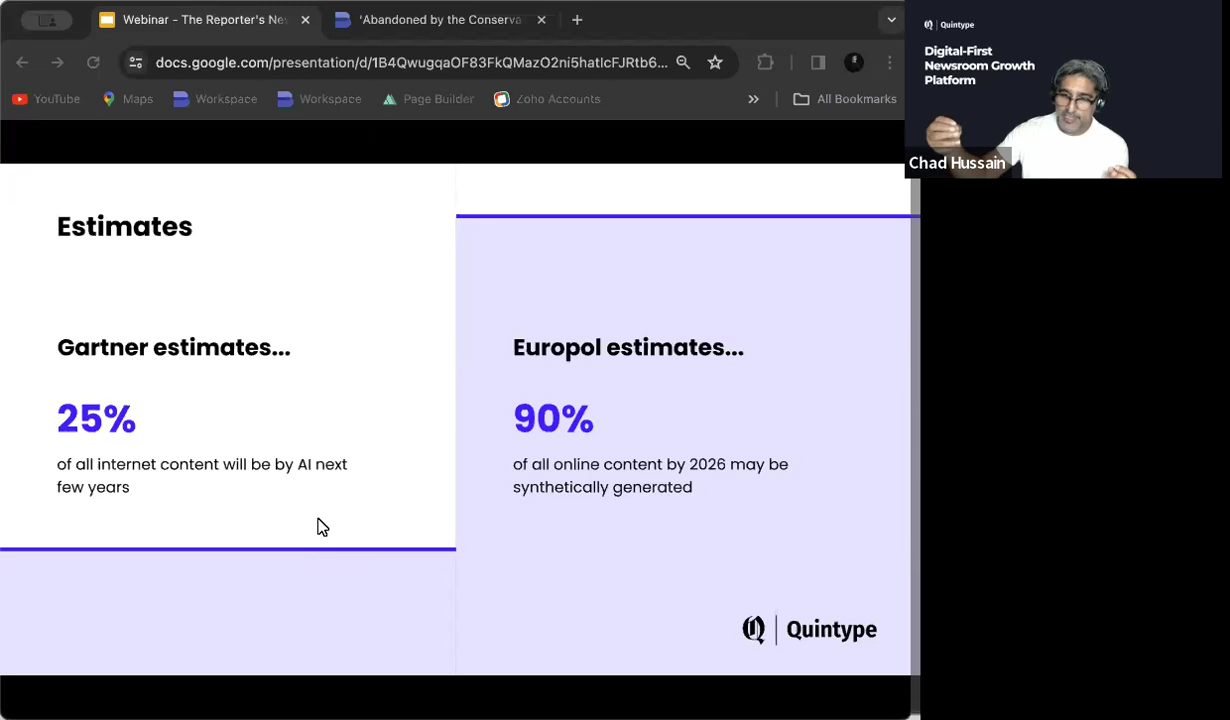 Webinar - The Reporter's Ne
'Abandoned by the Conserva
docs.google.com/presentation/d/1B4QwugqaOF83FkQMazO2ni5hatIcFJRtb6...
YouTube
Maps
Workspace
Workspace
Page Builder
Zoho Accounts
All Bookmarks
Quintype
Digital-First
Newsroom Growth
Platform
Chad Hussain
Estimates
Gartner estimates...
25%
of all internet content will be by AI next
few years
Europol estimates...
90%
of all online content by 2026 may be
synthetically generated
Quintype